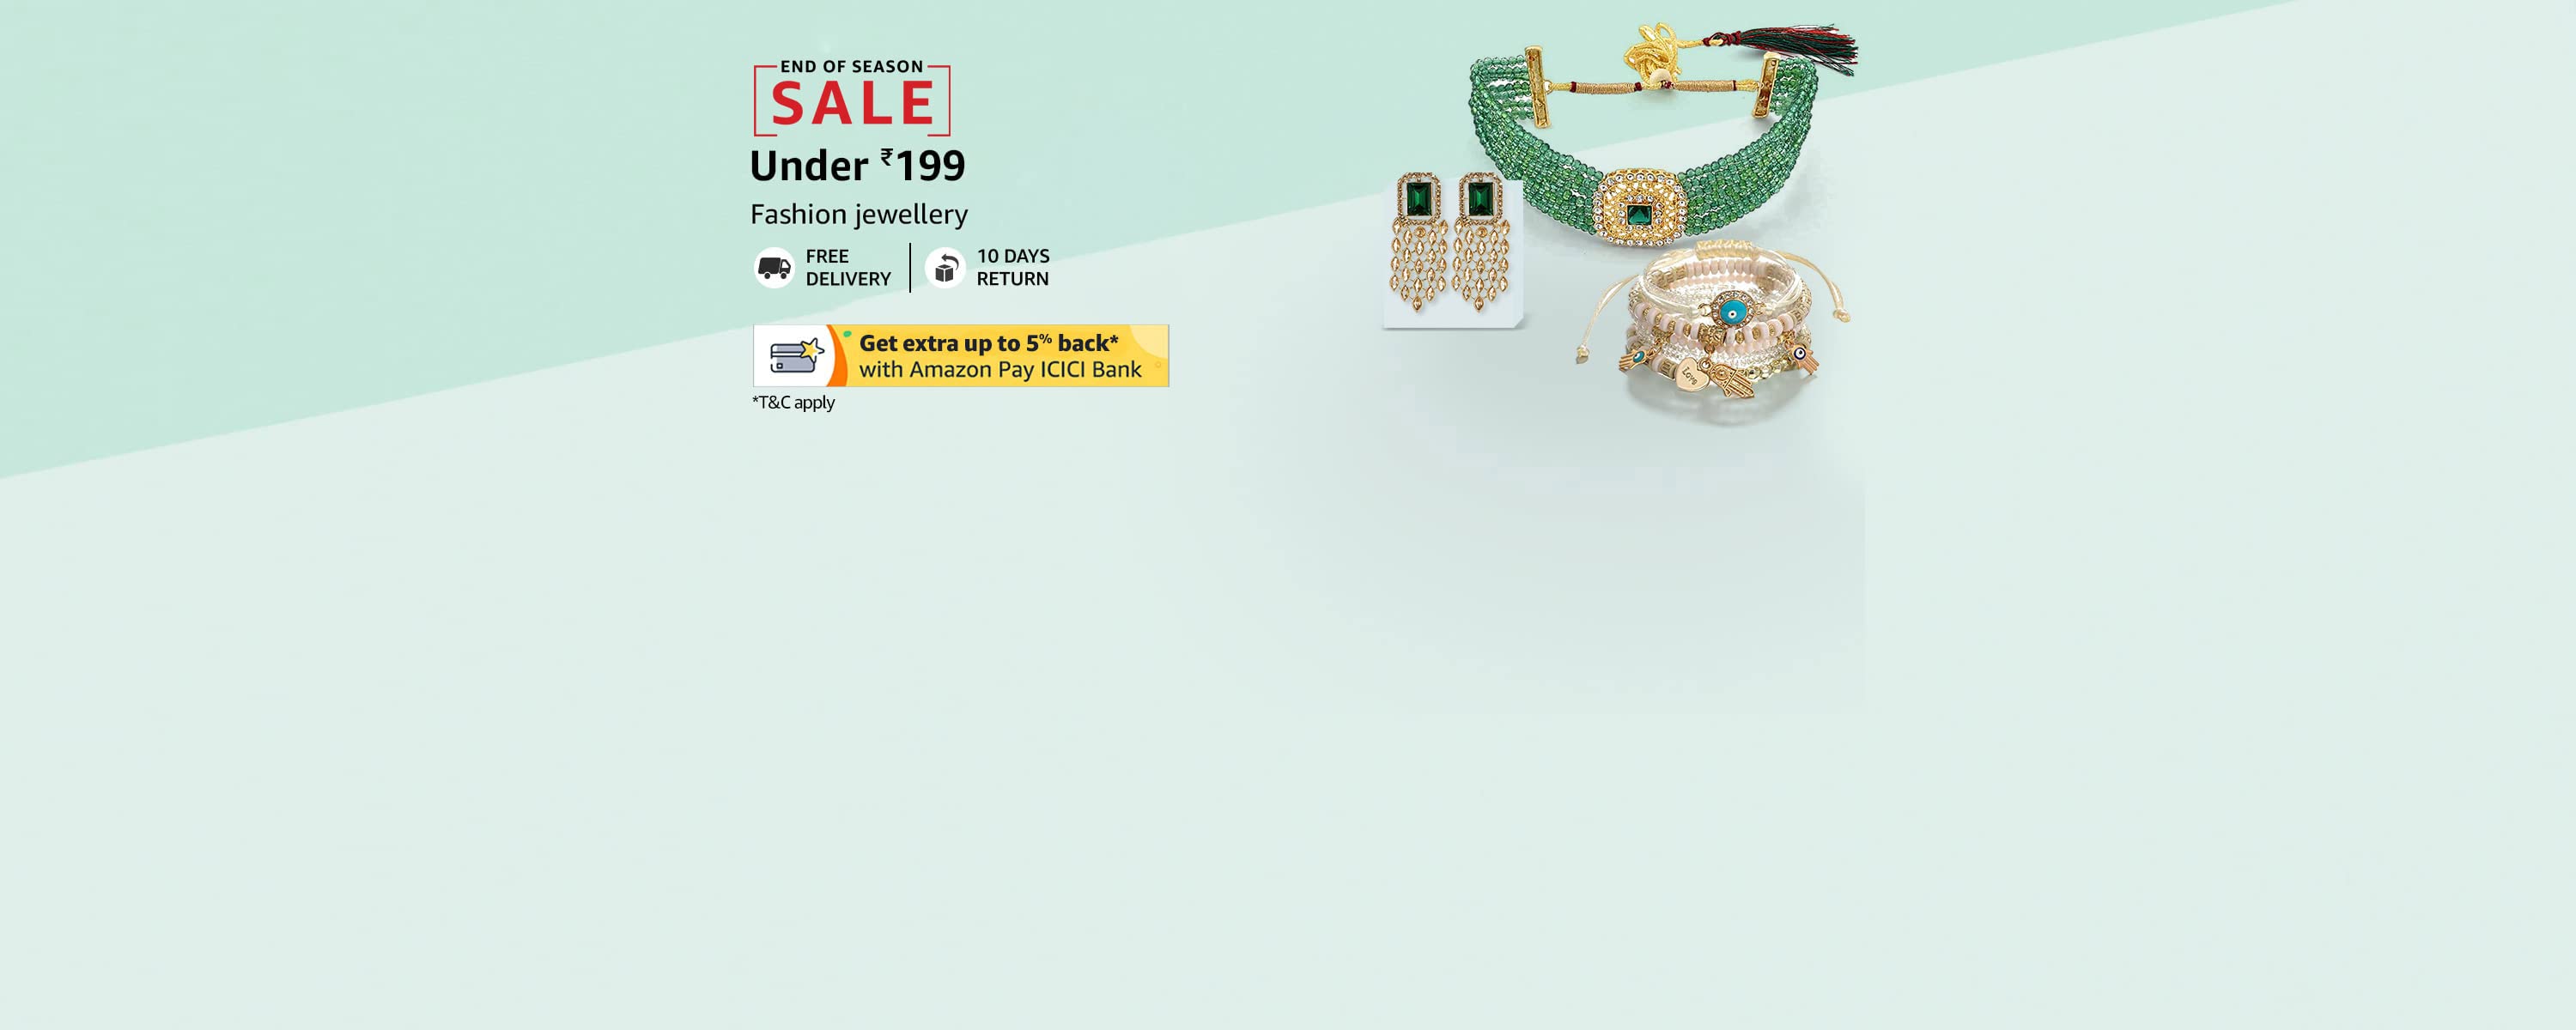 END OF SEASON
SALE
Under ₹199
Fashion jewellery
FREE
DELIVERY
10 DAYS
RETURN
Get extra up to 5% back*
with Amazon Pay ICICI Bank
*T&C apply
Love